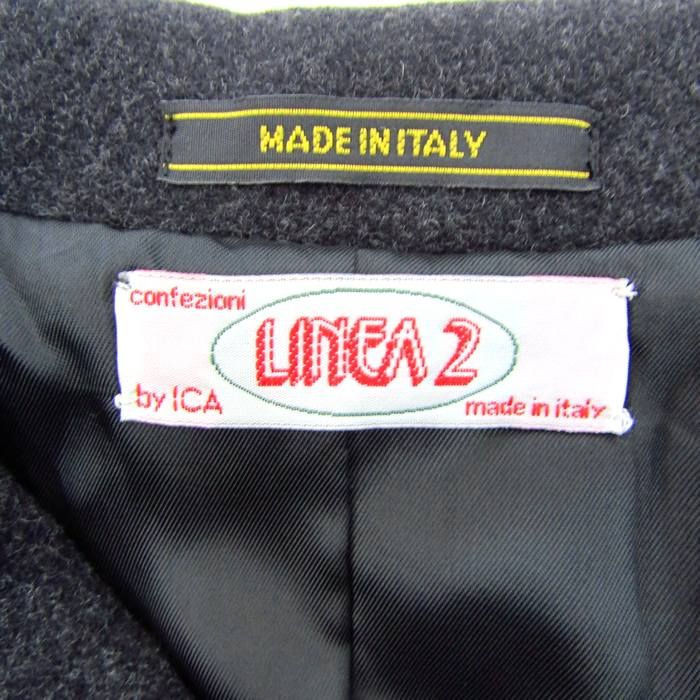 MADE IN ITALY
confezioni
LINEA 2
by ICA
made in italy